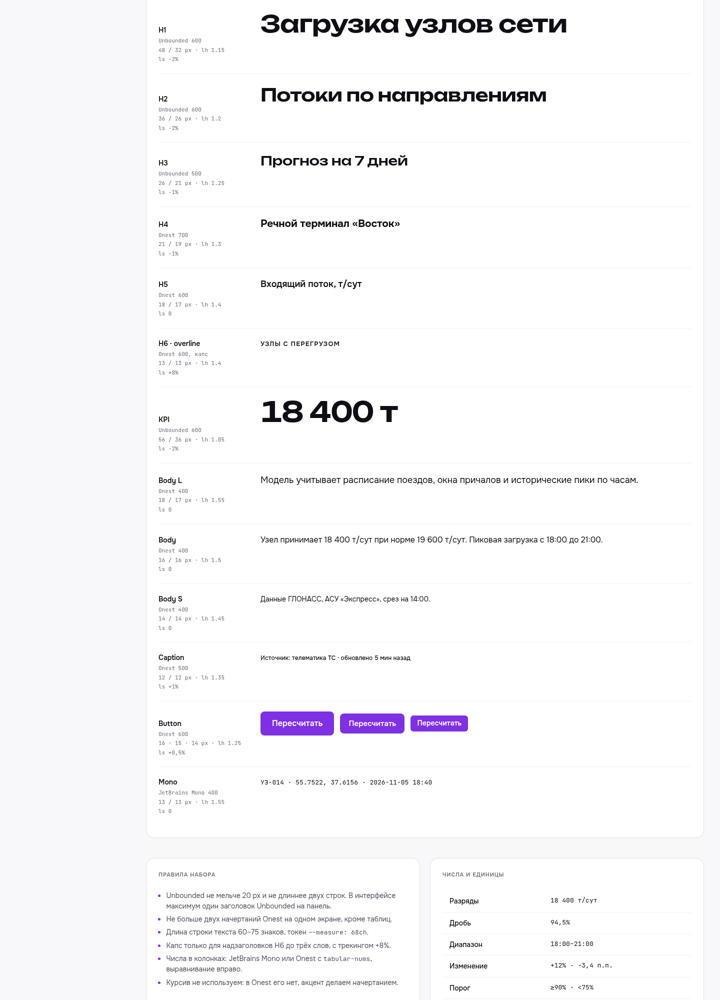 H1
Unbounded 600
48 / 32 px · lh 1.15
ls -2%
Загрузка узлов сети
H2
Unbounded 600
36 / 26 px · lh 1.2
ls -2%
Потоки по направлениям
H3
Unbounded 500
26 / 21 px · lh 1.25
ls -1%
Прогноз на 7 дней
H4
Onest 700
21 / 19 px · lh 1.3
ls -1%
Речной терминал «Восток»
H5
Onest 600
18 / 17 px · lh 1.4
ls 0
Входящий поток, т/сут
H6 · overline
Onest 600, капс
13 / 13 px · lh 1.4
ls +8%
УЗЛЫ С ПЕРЕГРУЗОМ
KPI
Unbounded 600
56 / 36 px · lh 1.05
ls -2%
18 400 т
Body L
Onest 400
18 / 17 px · lh 1.55
ls 0
Модель учитывает расписание поездов, окна причалов и исторические пики по часам.
Body
Onest 400
16 / 16 px · lh 1.5
ls 0
Узел принимает 18 400 т/сут при норме 19 600 т/сут. Пиковая загрузка с 18:00 до 21:00.
Body S
Onest 400
14 / 14 px · lh 1.45
ls 0
Данные ГЛОНАСС, АСУ «Экспресс», срез на 14:00.
Caption
Onest 500
12 / 12 px · lh 1.35
ls +1%
Источник: телематика ТС · обновлено 5 мин назад
Button
Onest 600
16 · 15 · 14 px · lh 1.25
ls +0,5%
Пересчитать Пересчитать Пересчитать
Mono
JetBrains Mono 400
13 / 13 px · lh 1.55
ls 0
УЗ-014 · 55.7522, 37.6156 · 2026-11-05 18:40
ПРАВИЛА НАБОРА
Unbounded не мельче 20 px и не длиннее двух строк. В интерфейсе
максимум один заголовок Unbounded на панель.
Не больше двух начертаний Onest на одном экране, кроме таблиц.
Длина строки текста 60–75 знаков, токен --measure: 68ch.
Капс только для надзаголовков H6 до трёх слов, с трекингом +8%.
Числа в колонках: JetBrains Mono или Onest с tabular-nums,
выравнивание вправо.
Курсив не используем: в Onest его нет, акцент делаем начертанием.
ЧИСЛА И ЕДИНИЦЫ
Разряды 18 400 т/сут
Дробь 94,5%
Диапазон 18:00–21:00
Изменение +12% · −3,4 п.п.
Порог ≥90% · <75%